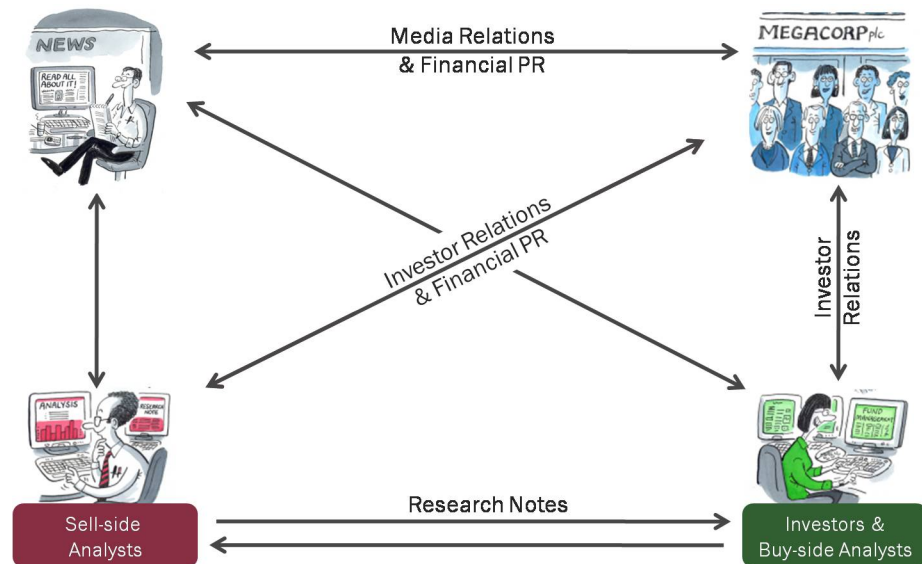 NEWS
READ ALL
ABOUT IT!
Media Relations
& Financial PR
MEGACORP plc
Investor Relations
& Financial PR
Investor
Relations
ANALYSIS
RESEARCH
NOTE
FUND
MANAGEMENT
Research Notes
Sell-side
Analysts
Investors &
Buy-side Analysts